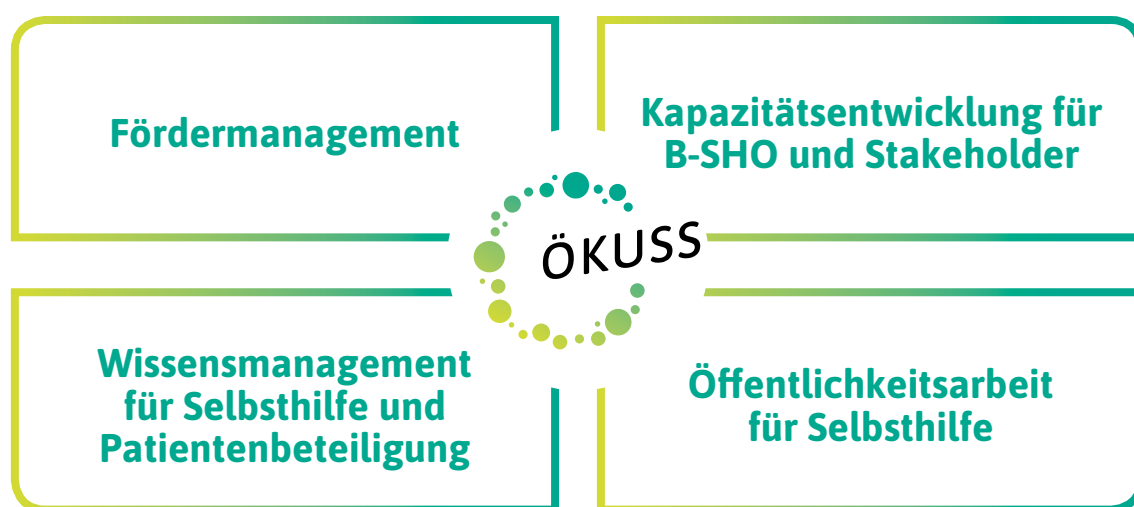 Fördermanagement
Kapazitätsentwicklung für
B-SHO und Stakeholder
ÖKUSS
Wissensmanagement
für Selbsthilfe und
Patientenbeteiligung
Öffentlichkeitsarbeit
für Selbsthilfe